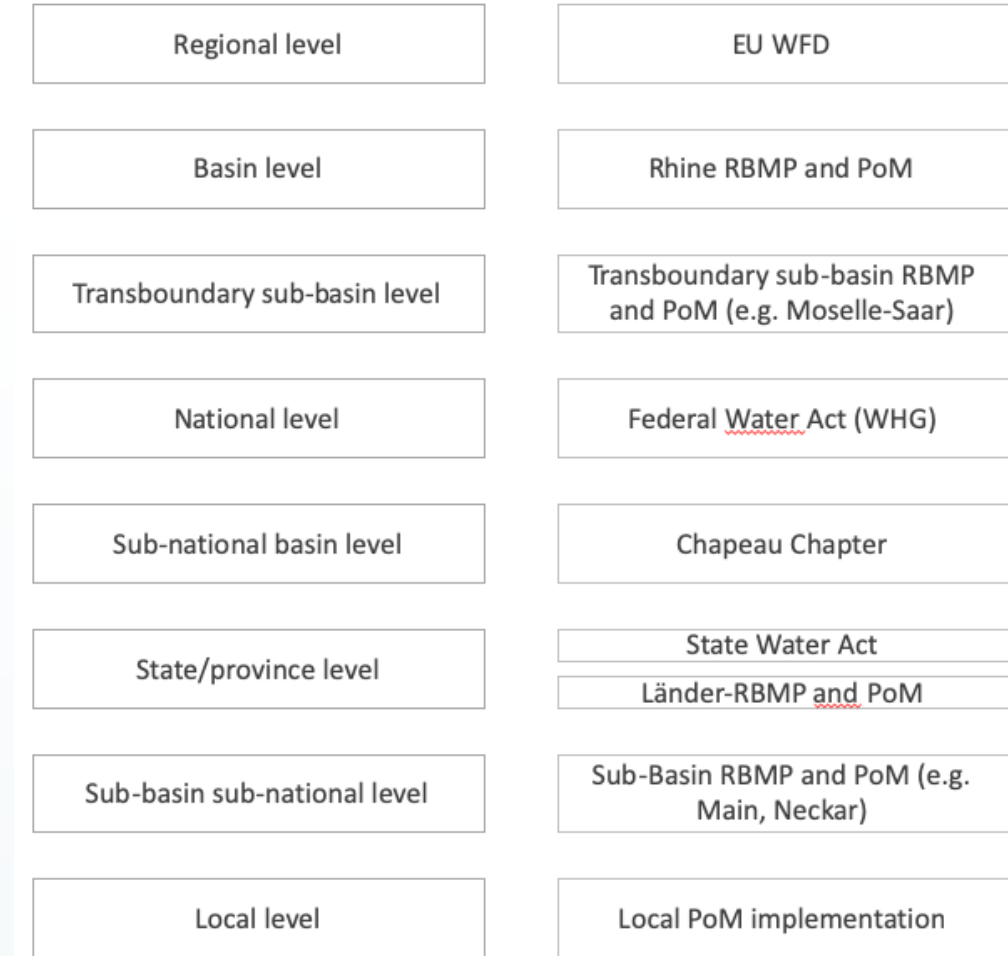 Regional level
EU WFD
Basin level
Rhine RBMP and PoM
Transboundary sub-basin level
Transboundary sub-basin RBMP
and PoM (e.g. Moselle-Saar)
National level
Federal Water Act (WHG)
Sub-national basin level
Chapeau Chapter
State/province level
State Water Act
Länder-RBMP and PoM
Sub-basin sub-national level
Sub-Basin RBMP and PoM (e.g.
Main, Neckar)
Local level
Local PoM implementation